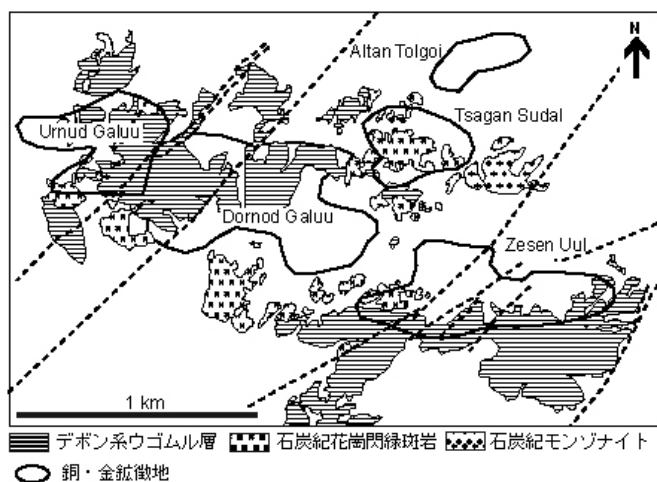 N
Altan Tolgoi
Tsagan Sudal
Urnud Galuu
Dornod Galuu
Zesen Uul
1 km
デボン系ウゴムル層 石炭紀花崗閃緑斑岩 石炭紀モンゾナイト
銅・金鉱徴地